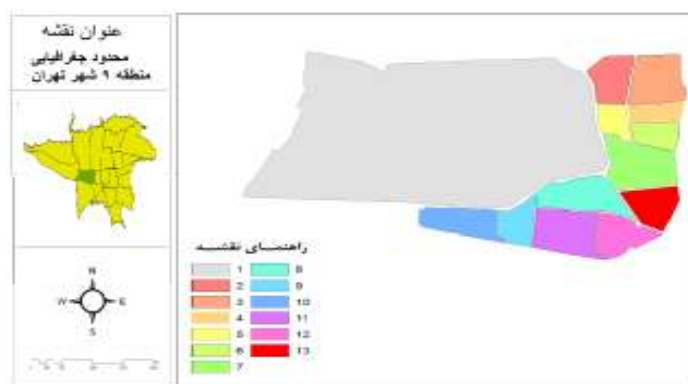 عنوان نقشه
محدود جغرافیایی
منطقه ۹ شهر تهران
N
W E
S
راهنمای نقشه
1 8
2 9
3 10
4 11
5 12
6 13
7